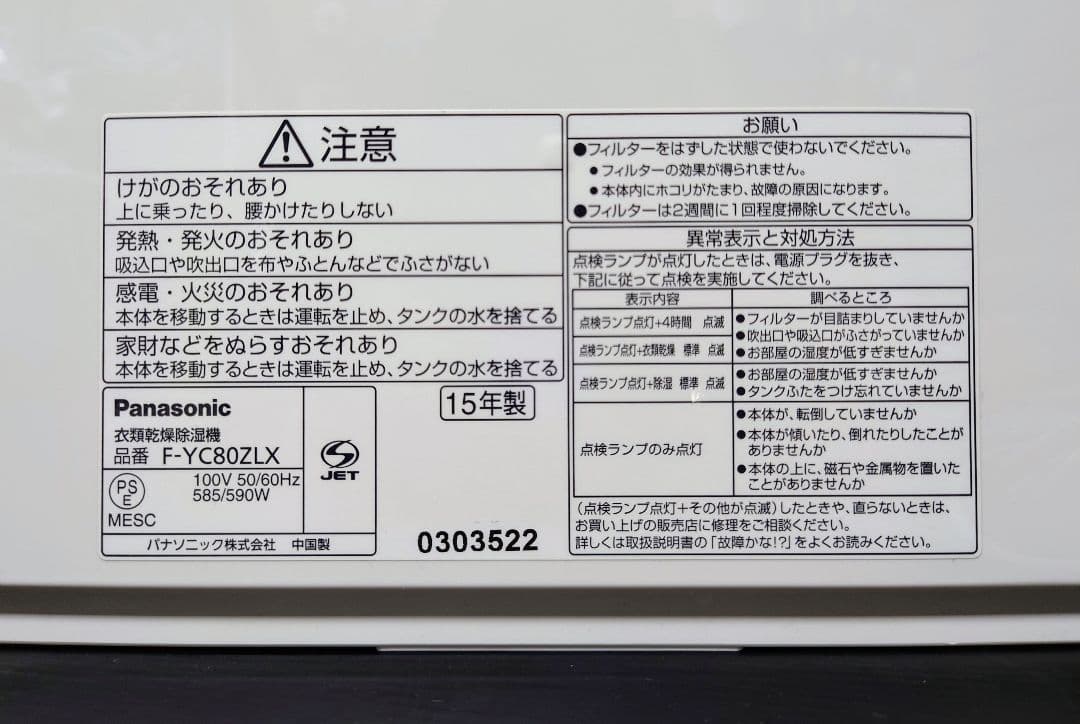 注意
けがのおそれあり
上に乗ったり、腰かけたりしない
発熱・発火のおそれあり
吸込口や吹出口を布やふとんなどでふさがない
感電・火災のおそれあり
本体を移動するときは運転を止め、タンクの水を捨てる
家財などをぬらすおそれあり
本体を移動するときは運転を止め、タンクの水を捨てる
Panasonic
衣類乾燥除湿機
品番 F-YC80ZLX
PS
E
MESC
100V 50/60Hz
585/590W
JET
パナソニック株式会社 中国製
15年製
0303522
お願い
●フィルターをはずした状態で使わないでください。
●フィルターの効果が得られません。
●本体内にホコリがたまり、故障の原因になります。
●フィルターは2週間に1回程度掃除してください。
異常表示と対処方法
点検ランプが点灯したときは、電源プラグを抜き、
下記に従って点検を実施してください。
表示内容 調べるところ
点検ランプ点灯+4時間 点滅
●フィルターが目詰まりしていませんか
●吹出口や吸込口がふさがっていませんか
点検ランプ点灯+衣類乾燥 標準 点滅
●お部屋の湿度が低すぎませんか
点検ランプ点灯+除湿 標準 点滅
●お部屋の温度が低すぎませんか
●タンクふたをつけ忘れていませんか
点検ランプのみ点灯
●本体が、転倒していませんか
●本体が傾いたり、倒れたりしたことが
ありませんか
●本体の上に、磁石や金属物を置いた
ことがありませんか
(点検ランプ点灯+その他が点滅)したときや、直らないときは、
お買い上げの販売店に修理をご相談ください。
詳しくは取扱説明書の「故障かな!?」をよくお読みください。